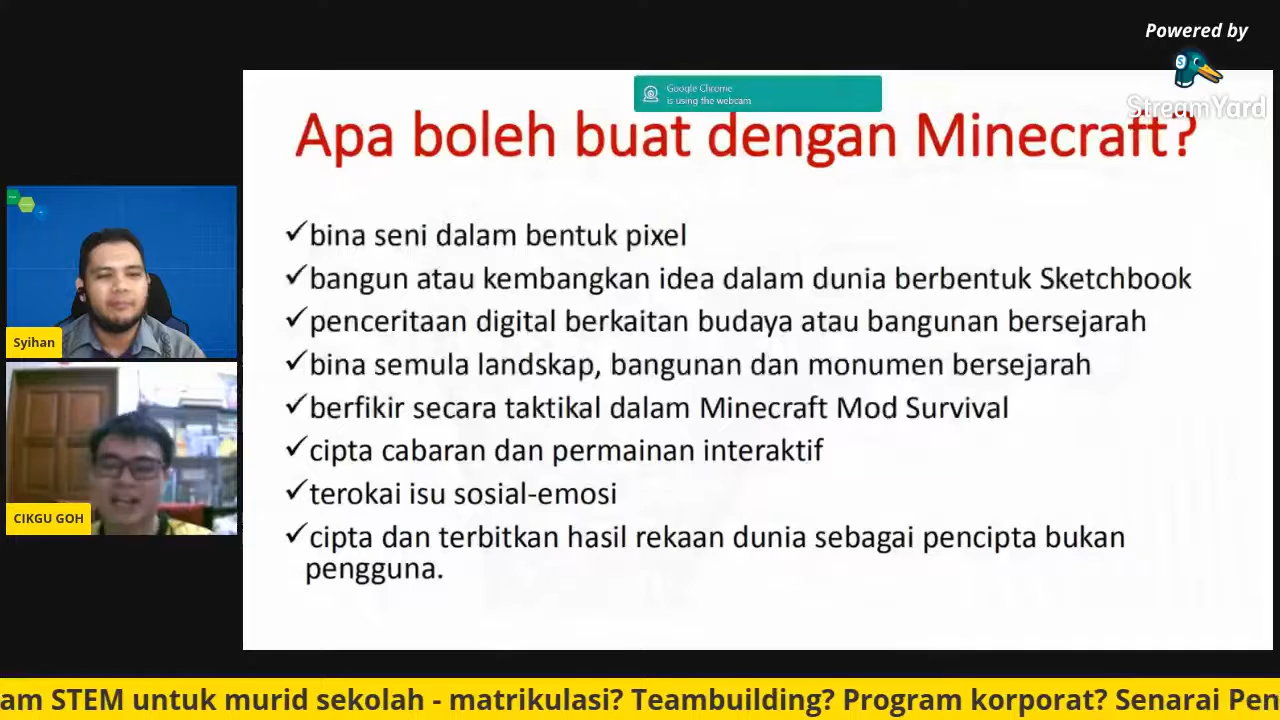 Powered by
StreamYard
Google Chrome
is using the webcam
Apa boleh buat dengan Minecraft?
✓bina seni dalam bentuk pixel
✓bangun atau kembangkan idea dalam dunia berbentuk Sketchbook
✓penceritaan digital berkaitan budaya atau bangunan bersejarah
✓bina semula landskap, bangunan dan monumen bersejarah
✓berfikir secara taktikal dalam Minecraft Mod Survival
✓cipta cabaran dan permainan interaktif
✓terokai isu sosial-emosi
✓cipta dan terbitkan hasil rekaan dunia sebagai pencipta bukan
pengguna.
Syihan
CIKGU GOH
am STEM untuk murid sekolah - matrikulasi? Teambuilding? Program korporat? Senarai Pen